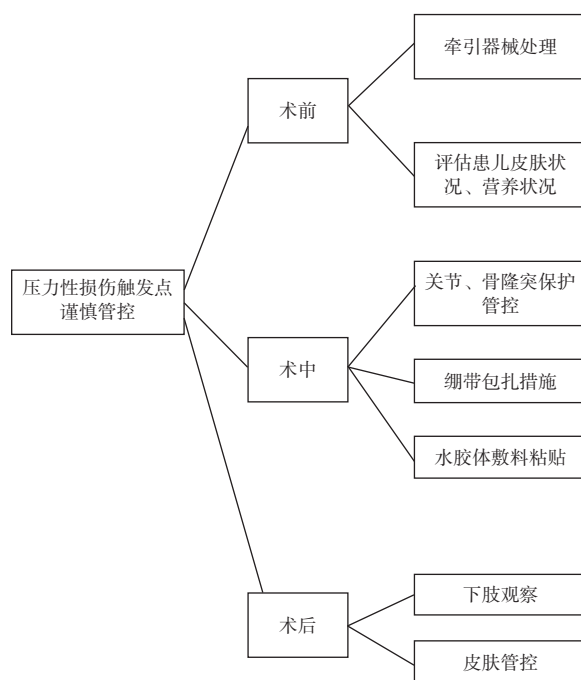 牵引器械处理
术前
评估患儿皮肤状
况、营养状况
压力性损伤触发点
谨慎管控
关节、骨隆突保护
管控
术中
绷带包扎措施
水胶体敷料粘贴
下肢观察
术后
皮肤管控